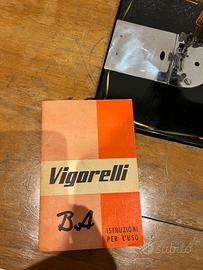 Vigorelli
BA
ISTRUZIONI
PER L'USO
subito